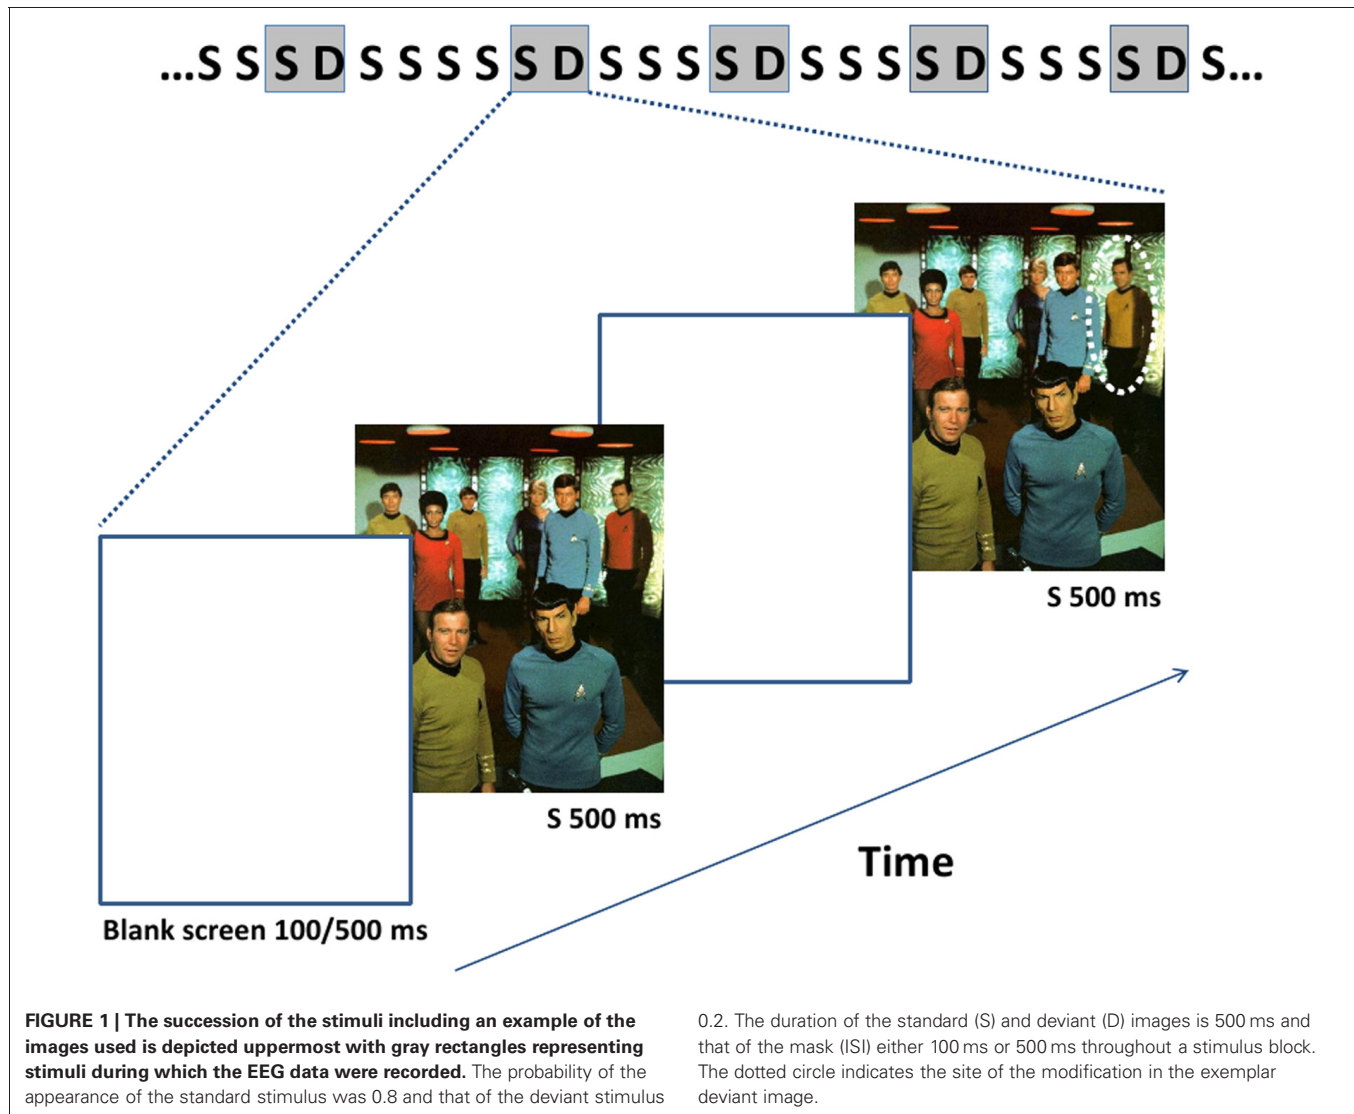 ...S S S D S S S S S D S S S S D S S S S D S S S S D S...
S 500 ms
S 500 ms
Time
Blank screen 100/500 ms
FIGURE 1 | The succession of the stimuli including an example of the
images used is depicted uppermost with gray rectangles representing
stimuli during which the EEG data were recorded. The probability of the
appearance of the standard stimulus was 0.8 and that of the deviant stimulus
0.2. The duration of the standard (S) and deviant (D) images is 500 ms and
that of the mask (ISI) either 100 ms or 500 ms throughout a stimulus block.
The dotted circle indicates the site of the modification in the exemplar
deviant image.